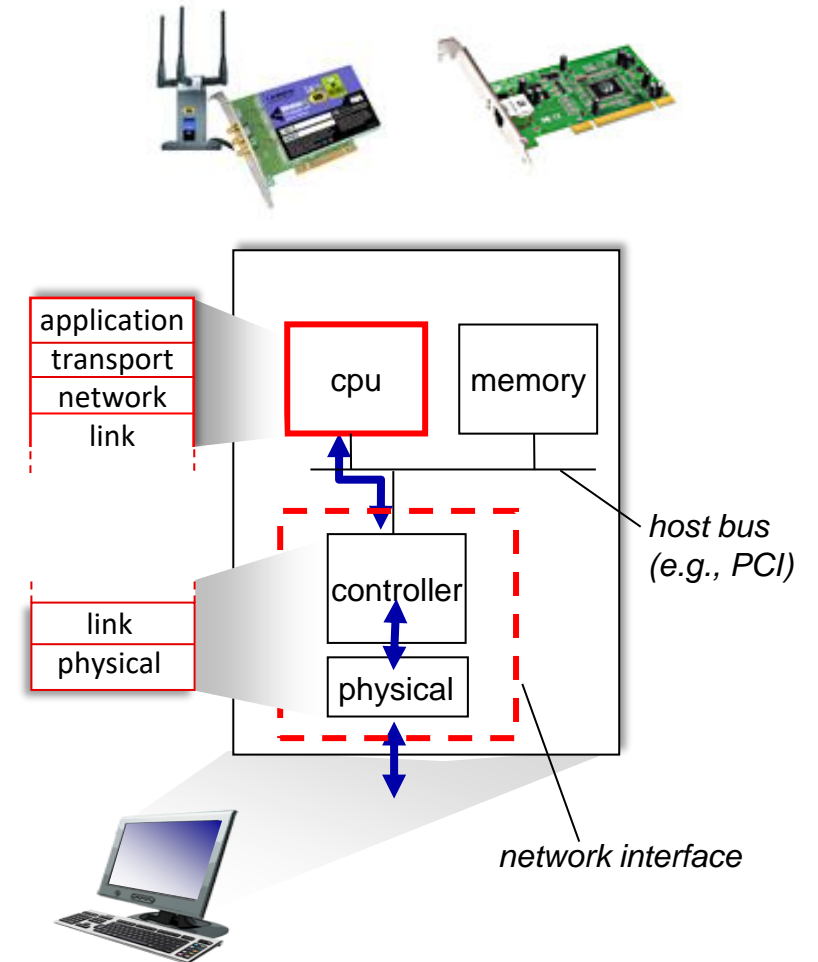 application
transport
network
link
cpu
memory
host bus
(e.g., PCI)
controller
link
physical
physical
network interface